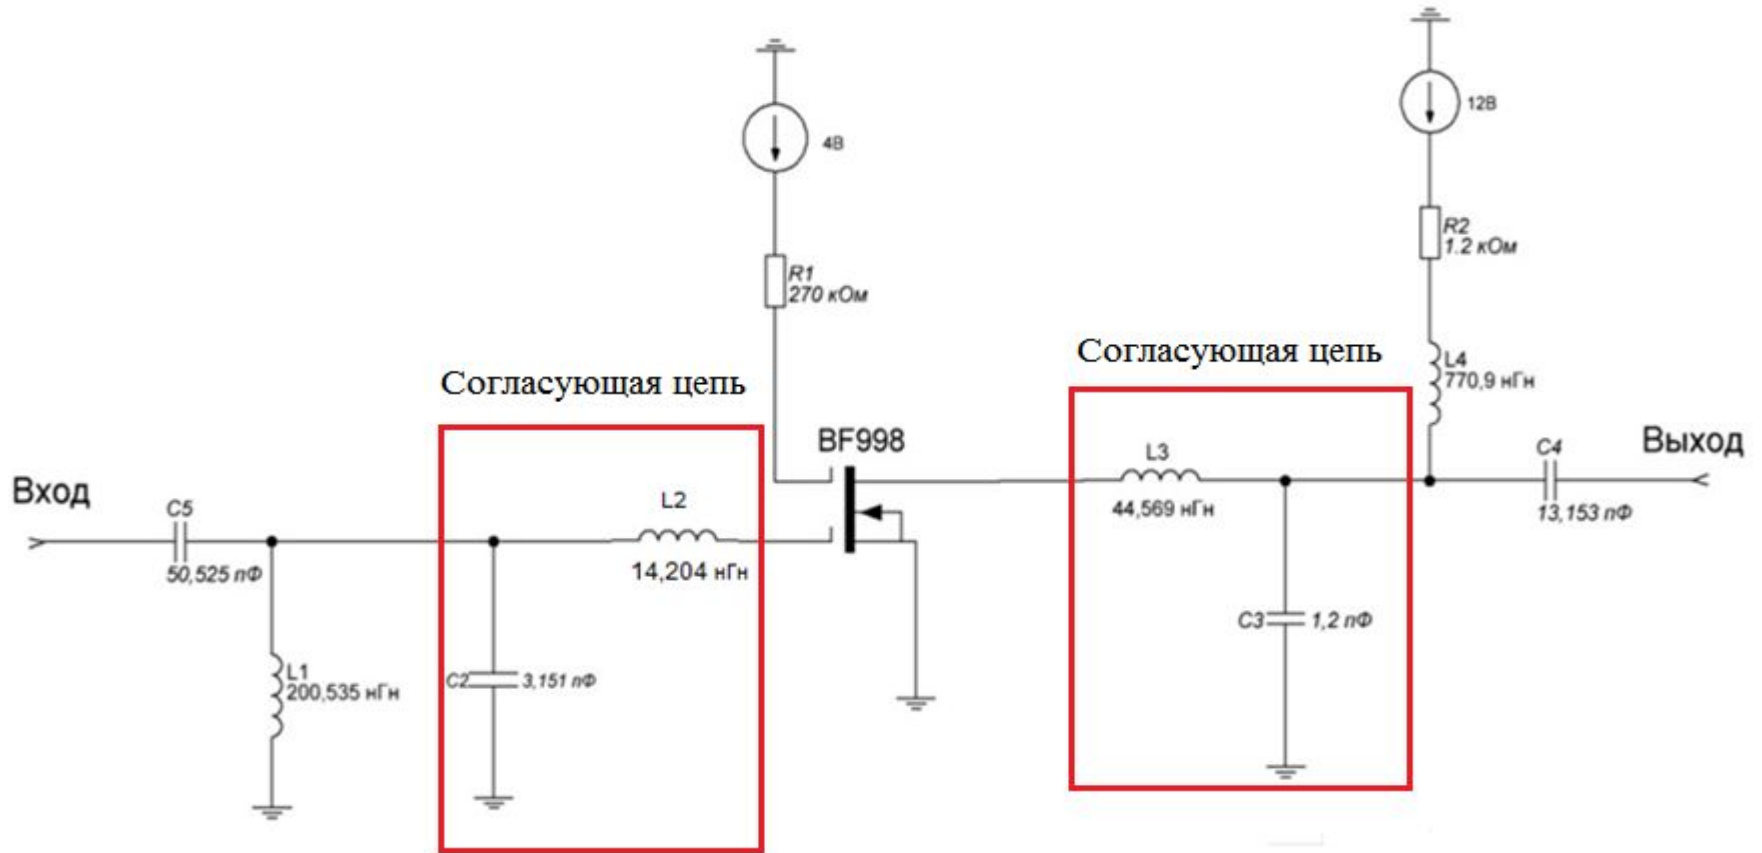 12В
4В
R2
1.2 кОм
R1
270 кОм
Согласующая цепь
L4
770,9 нГн
Согласующая цепь
BF998
Выход
C4
13,153 пФ
L3
44,569 нГн
Вход
C5
50,525 пФ
L2
14,204 нГн
C3
1,2 пФ
L1
200,535 нГн
C2
3,151 пФ